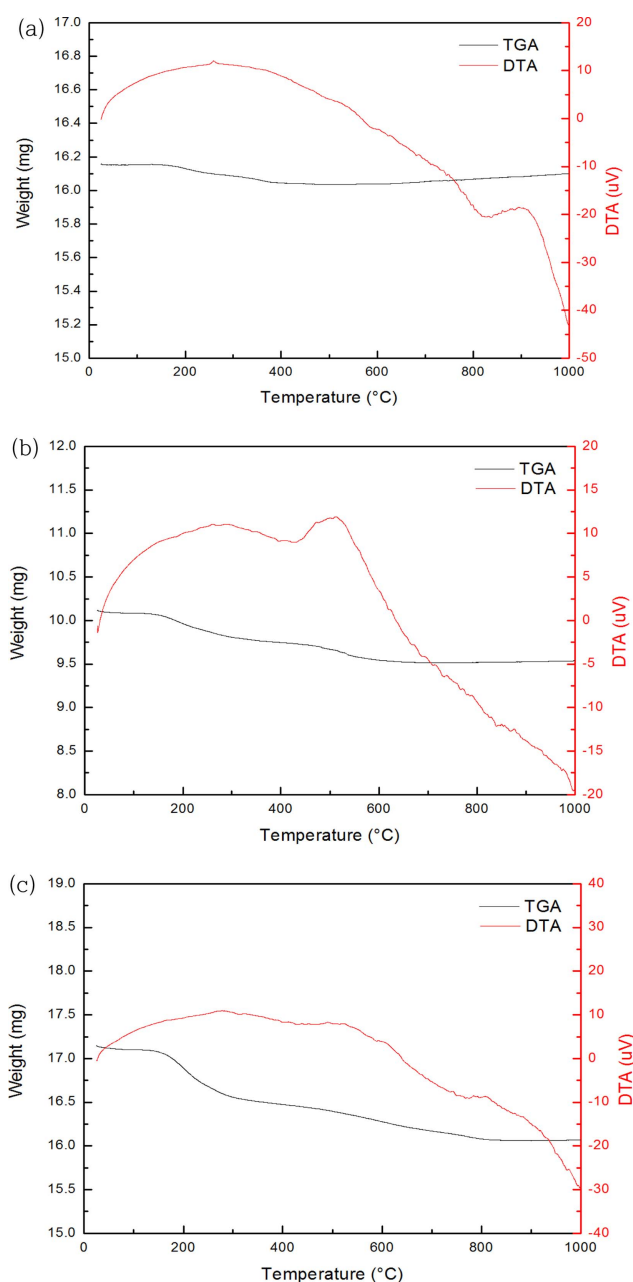 (a)
17.0
16.8
16.6
16.4
16.2
16.0
15.8
15.6
15.4
15.2
15.0
Weight (mg)
TGA
DTA
20
10
0
-10
-20
-30
-40
-50
DTA (uV)
0 200 400 600 800 1000
Temperature (°C)
(b)
12.0
11.5
11.0
10.5
10.0
9.5
9.0
8.5
8.0
Weight (mg)
TGA
DTA
20
15
10
5
0
-5
-10
-15
-20
DTA (uV)
0 200 400 600 800 1000
Temperature (°C)
(c)
19.0
18.5
18.0
17.5
17.0
16.5
16.0
15.5
15.0
Weight (mg)
TGA
DTA
40
30
20
10
0
-10
-20
-30
-40
DTA (uV)
0 200 400 600 800 1000
Temperature (°C)